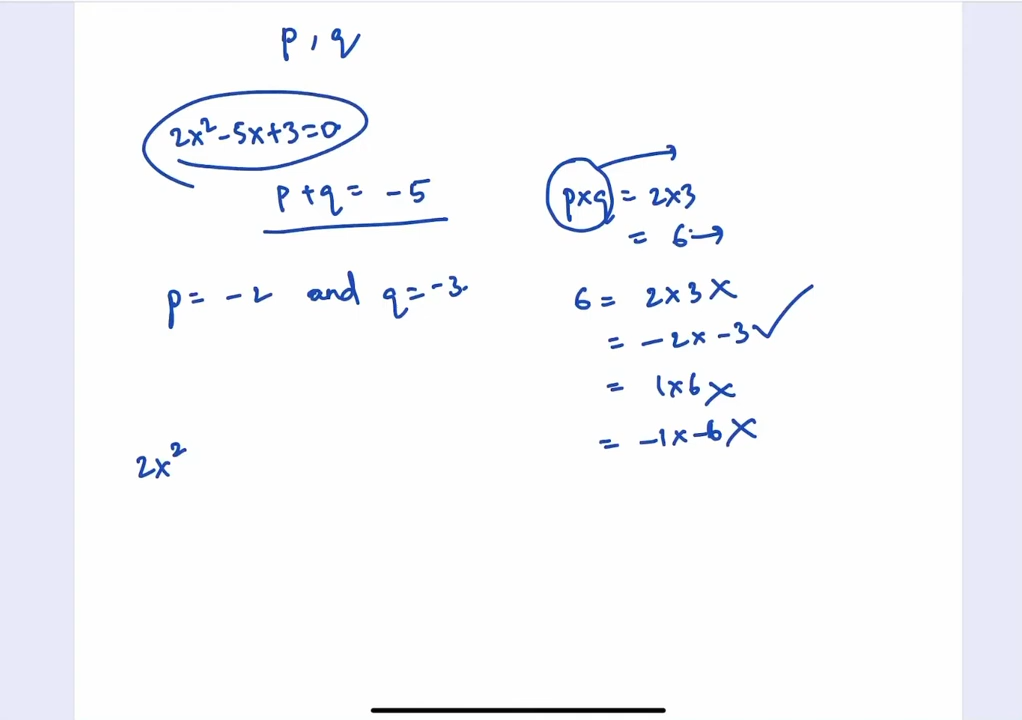 p, q
2x²-5x+3=0
p+q= -5
p×q = 2×3
= 6→
p= -2 and q=-3.
6= 2×3 ×
= -2×-3 ✓
= 1×6 ×
= -1×-6 ×
2x²